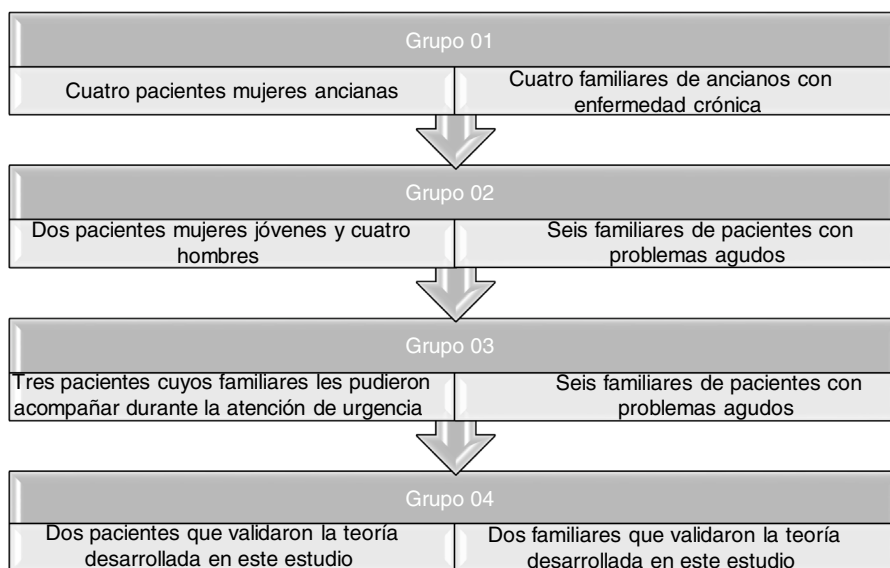 Grupo 01
Cuatro pacientes mujeres ancianas
Cuatro familiares de ancianos con
enfermedad crónica
Grupo 02
Dos pacientes mujeres jóvenes y cuatro
hombres
Seis familiares de pacientes con
problemas agudos
Grupo 03
Tres pacientes cuyos familiares les pudieron
acompañar durante la atención de urgencia
Seis familiares de pacientes con
problemas agudos
Grupo 04
Dos pacientes que validaron la teoría
desarrollada en este estudio
Dos familiares que validaron la teoría
desarrollada en este estudio